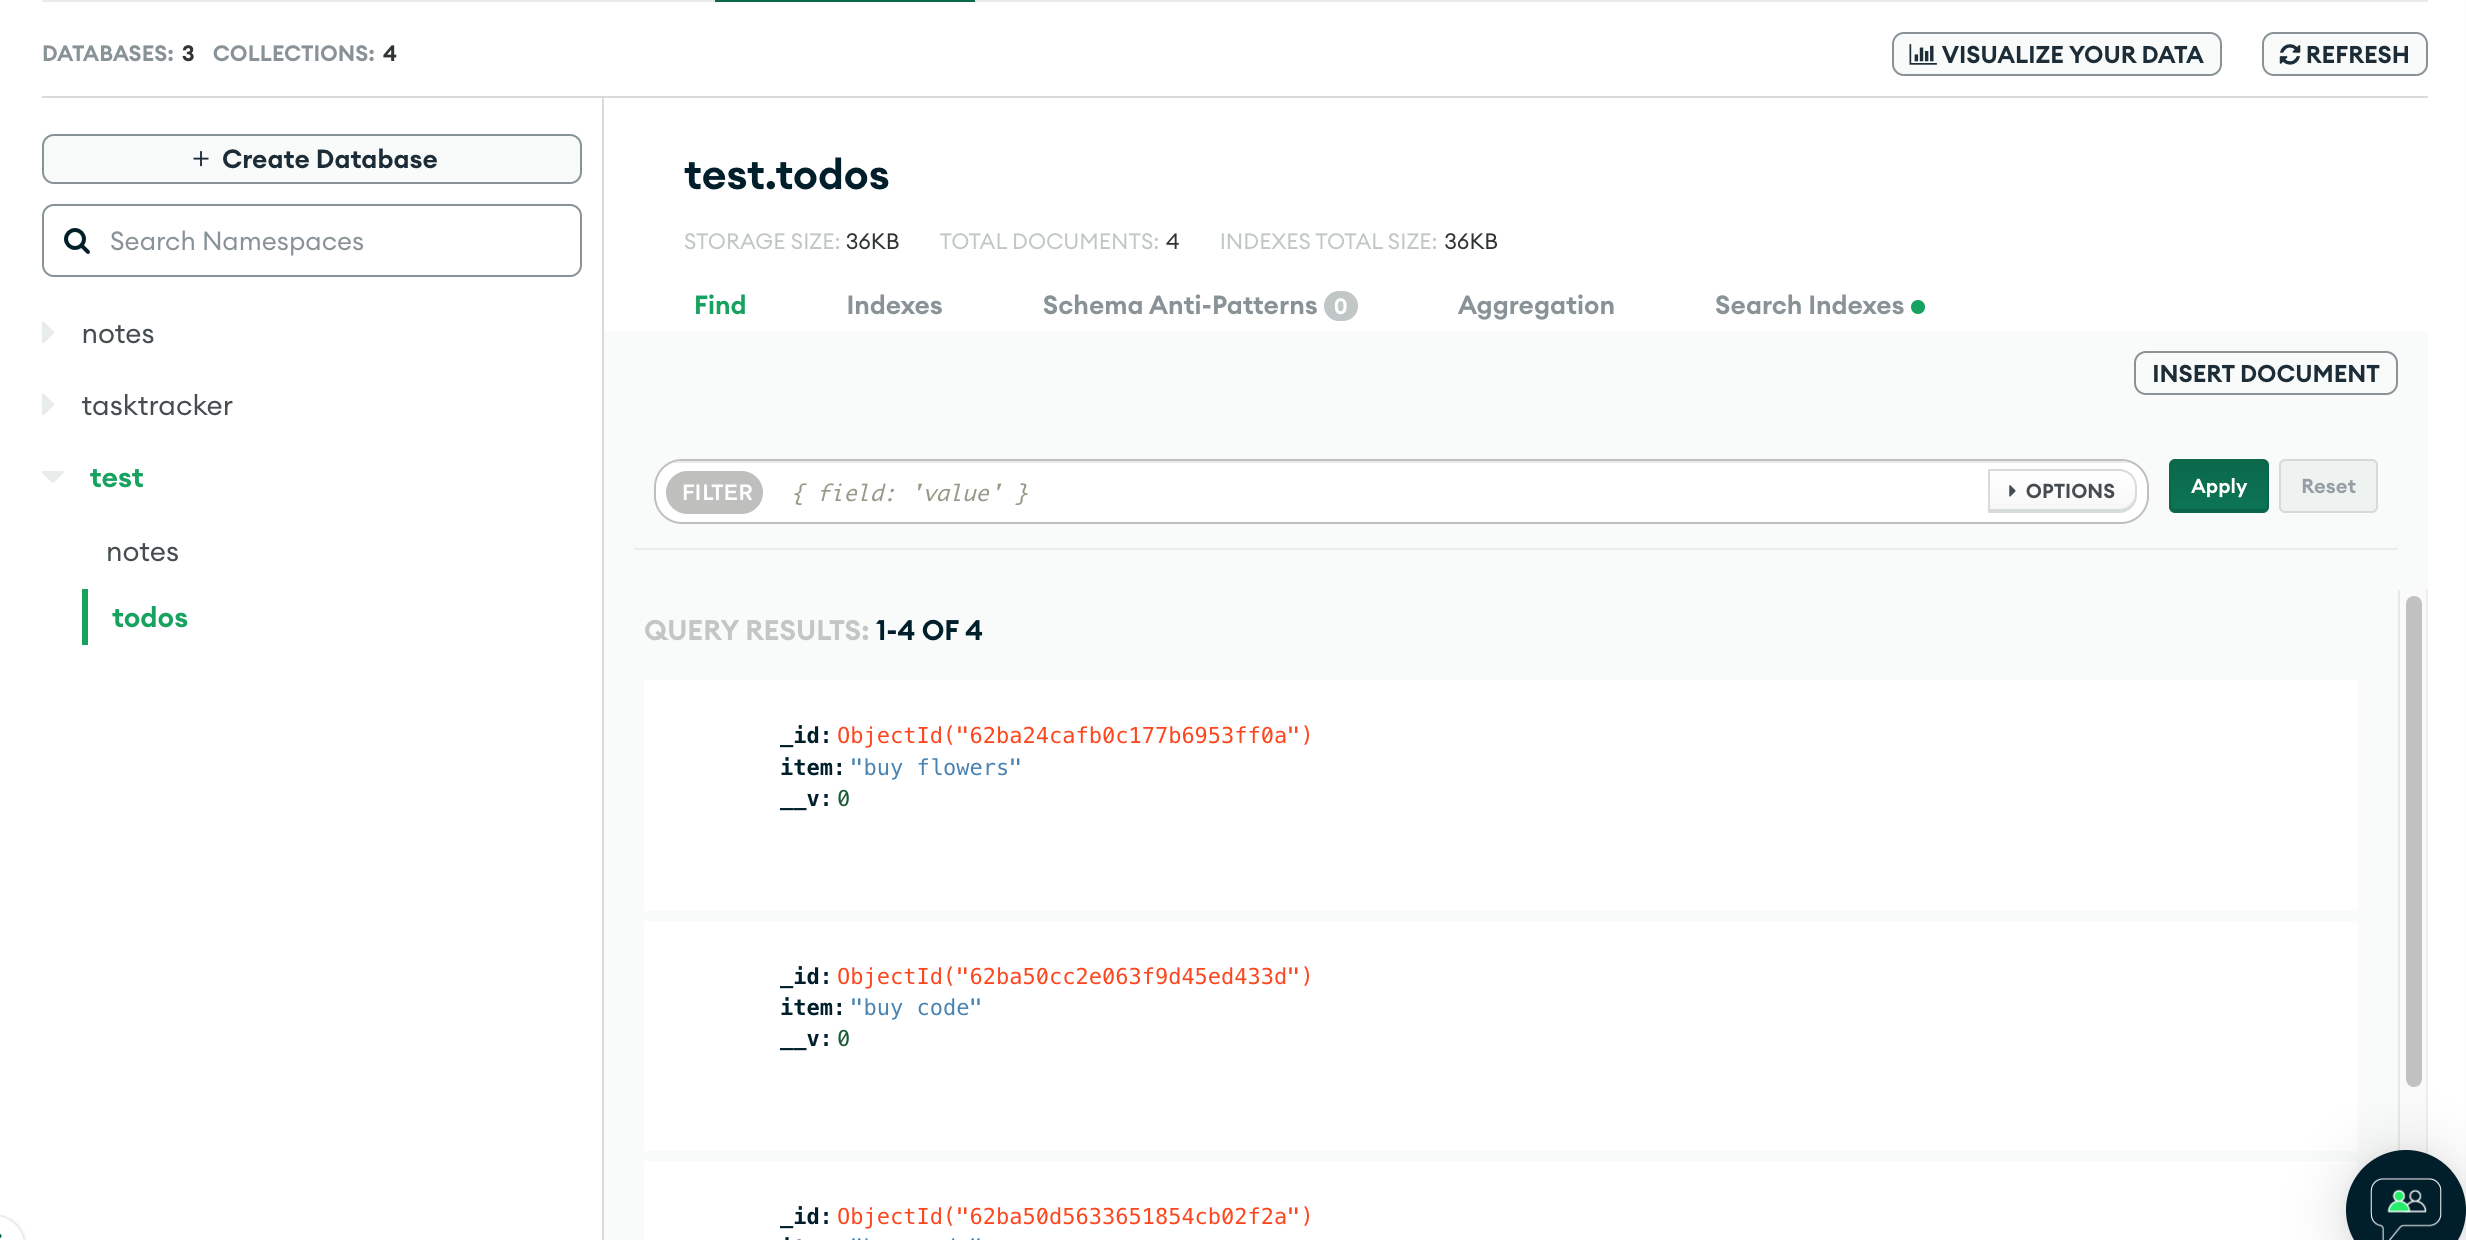 DATABASES: 3 COLLECTIONS: 4
VISUALIZE YOUR DATA
REFRESH
+ Create Database
Search Namespaces
notes
tasktracker
test
notes
todos
test.todos
STORAGE SIZE: 36KB TOTAL DOCUMENTS: 4 INDEXES TOTAL SIZE: 36KB
Find Indexes Schema Anti-Patterns 0 Aggregation Search Indexes
INSERT DOCUMENT
FILTER { field: 'value' } OPTIONS Apply Reset
QUERY RESULTS: 1-4 OF 4
_id: ObjectId("62ba24cafb0c177b6953ff0a")
item: "buy flowers"
__v: 0
_id: ObjectId("62ba50cc2e063f9d45ed433d")
item: "buy code"
__v: 0
_id: ObjectId("62ba50d5633651854cb02f2a")